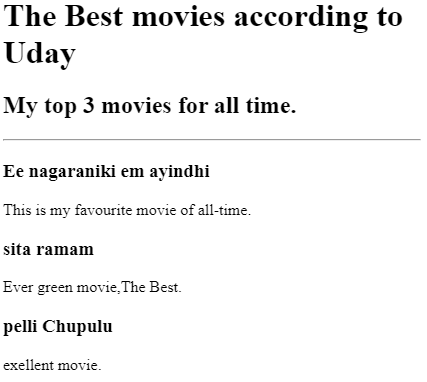 The Best movies according to
Uday
My top 3 movies for all time.
Ee nagaraniki em ayindhi
This is my favourite movie of all-time.
sita ramam
Ever green movie,The Best.
pelli Chupulu
exellent movie.